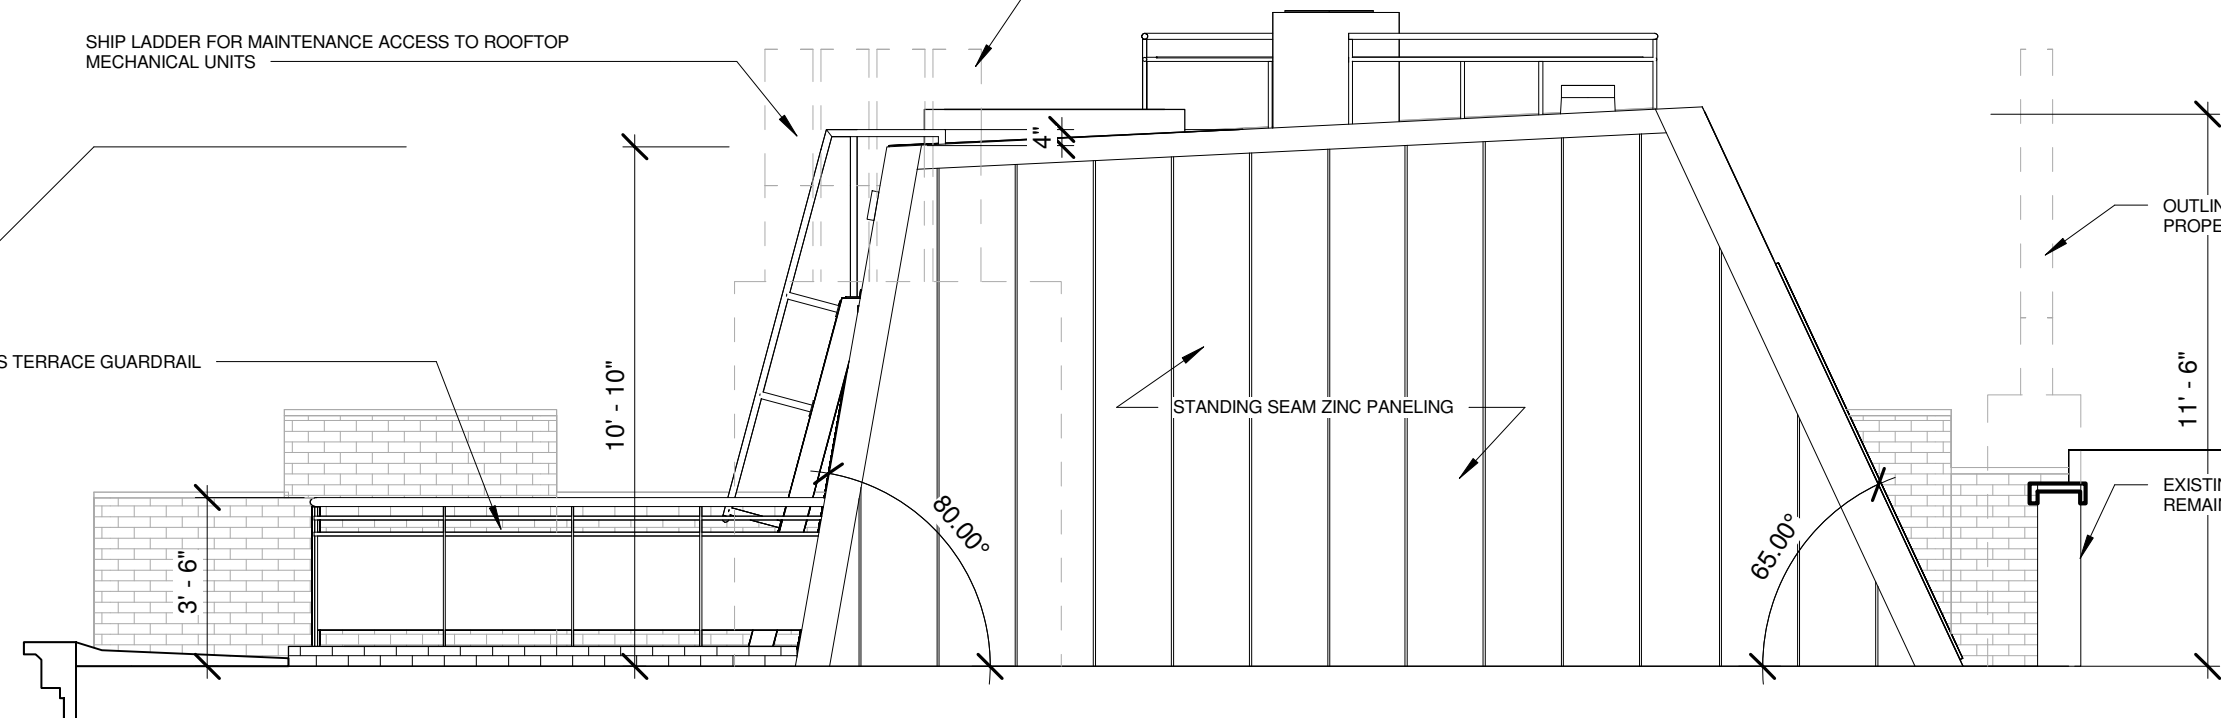 SHIP LADDER FOR MAINTENANCE ACCESS TO ROOFTOP
MECHANICAL UNITS
4"
OUTLIN
PROPE
S TERRACE GUARDRAIL
10' - 10"
11' - 6"
STANDING SEAM ZINC PANELING
EXISTIN
REMAIN
80.00°
65.00°
3' - 6"